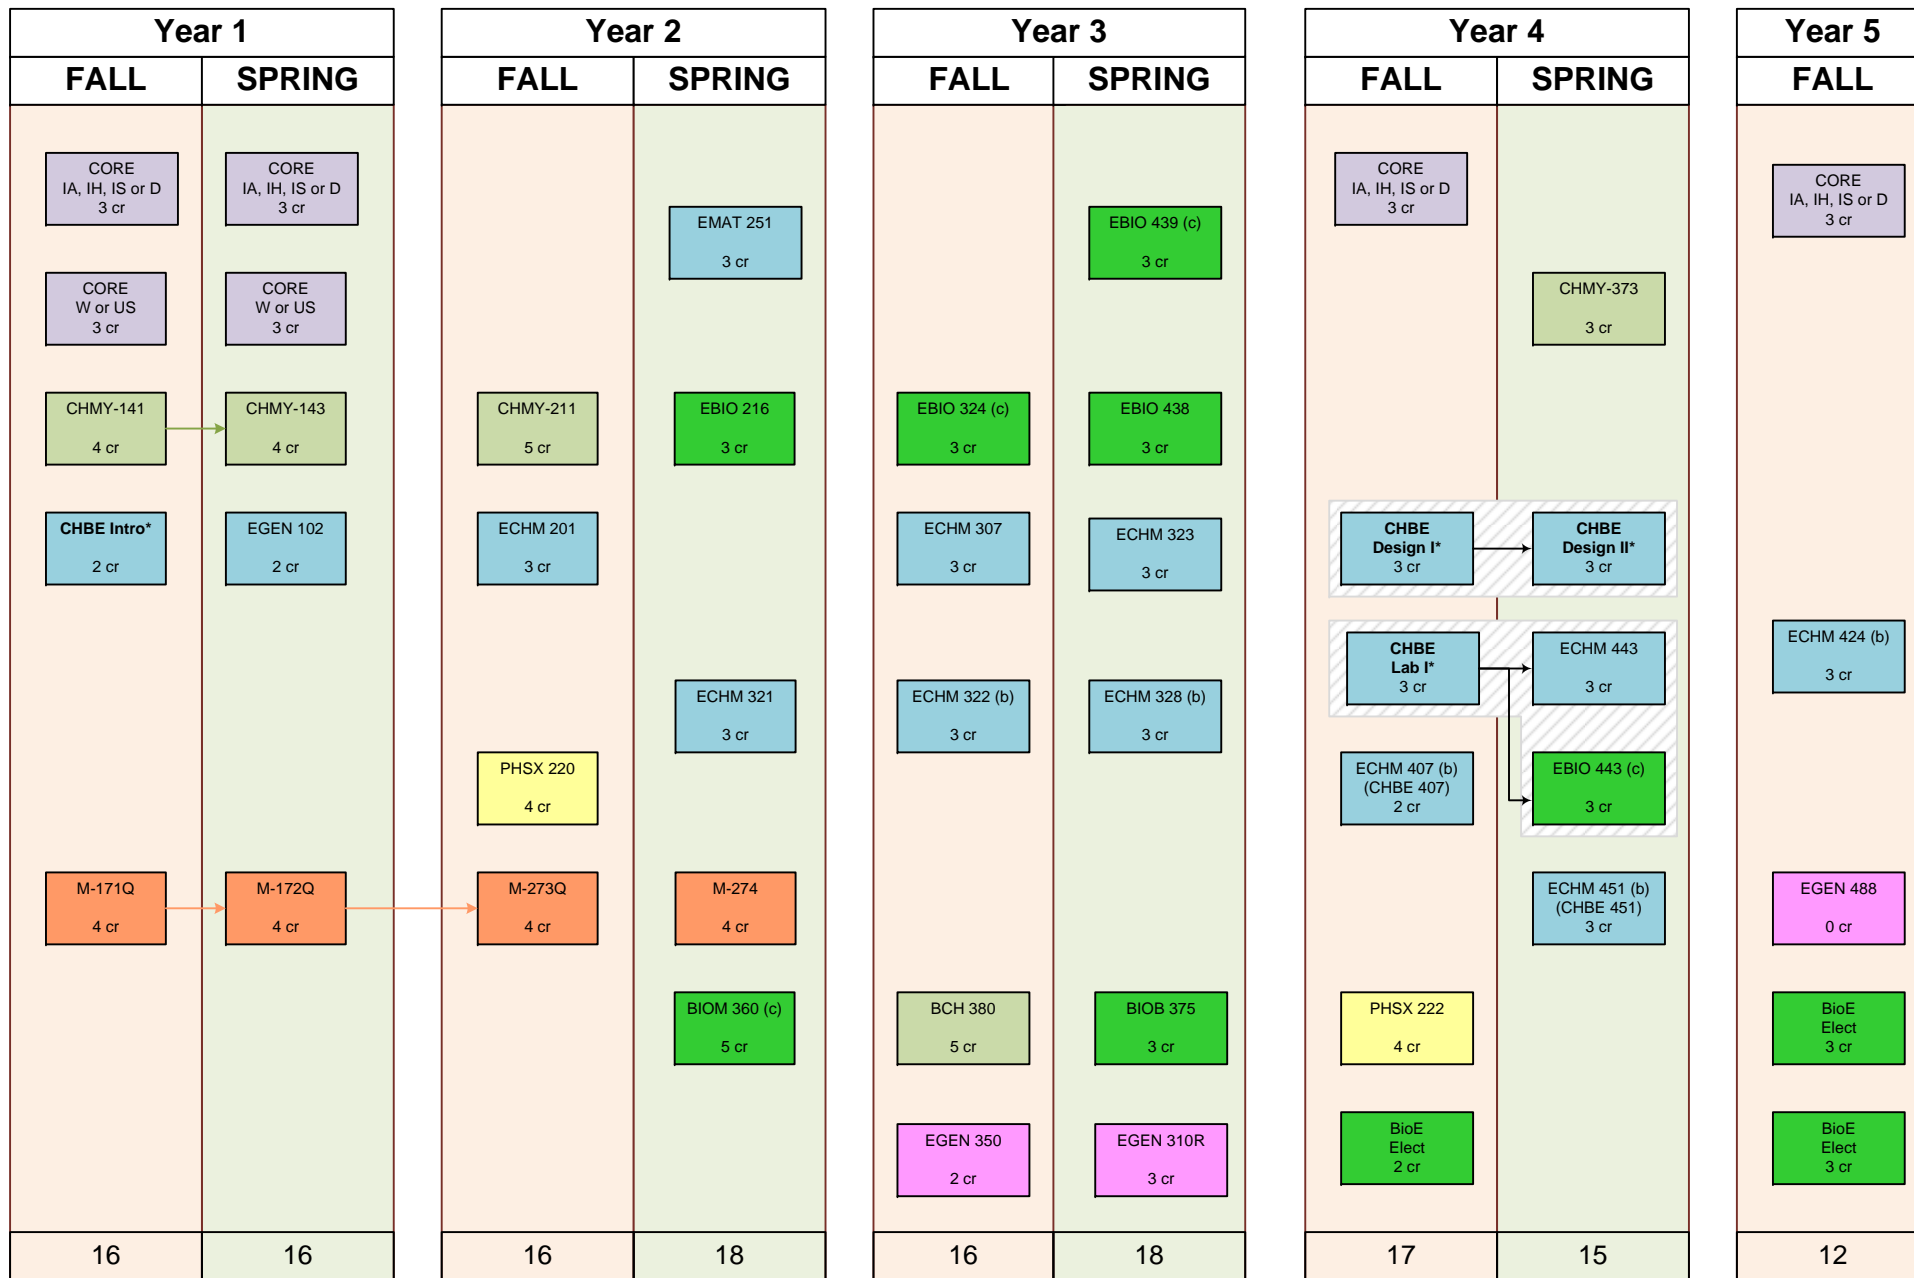 Year 1
FALL
SPRING
CORE
IA, IH, IS or D
3 cr
CORE
W or US
3 cr
CHMY-141
4 cr
CHBE Intro*
2 cr
M-171Q
4 cr
16
CORE
IA, IH, IS or D
3 cr
CORE
W or US
3 cr
CHMY-143
4 cr
EGEN 102
2 cr
M-172Q
4 cr
16
Year 2
FALL
SPRING
CHMY-211
5 cr
ECHM 201
3 cr
PHSX 220
4 cr
M-273Q
4 cr
16
EMAT 251
3 cr
EBIO 216
3 cr
ECHM 321
3 cr
M-274
4 cr
BIOM 360 (c)
5 cr
18
Year 3
FALL
SPRING
EBIO 324 (c)
3 cr
ECHM 307
3 cr
ECHM 322 (b)
3 cr
BCH 380
5 cr
EGEN 350
2 cr
16
EBIO 439 (c)
3 cr
EBIO 438
3 cr
ECHM 323
3 cr
ECHM 328 (b)
3 cr
BIOB 375
3 cr
EGEN 310R
3 cr
18
Year 4
FALL
SPRING
CORE
IA, IH, IS or D
3 cr
CHBE
Design I*
3 cr
CHBE
Lab I*
3 cr
ECHM 407 (b)
(CHBE 407)
2 cr
PHSX 222
4 cr
BioE
Elect
2 cr
17
CHMY-373
3 cr
CHBE
Design II*
3 cr
ECHM 443
3 cr
EBIO 443 (c)
3 cr
ECHM 451 (b)
(CHBE 451)
3 cr
15
Year 5
FALL
CORE
IA, IH, IS or D
3 cr
ECHM 424 (b)
3 cr
EGEN 488
0 cr
BioE
Elect
3 cr
BioE
Elect
3 cr
12